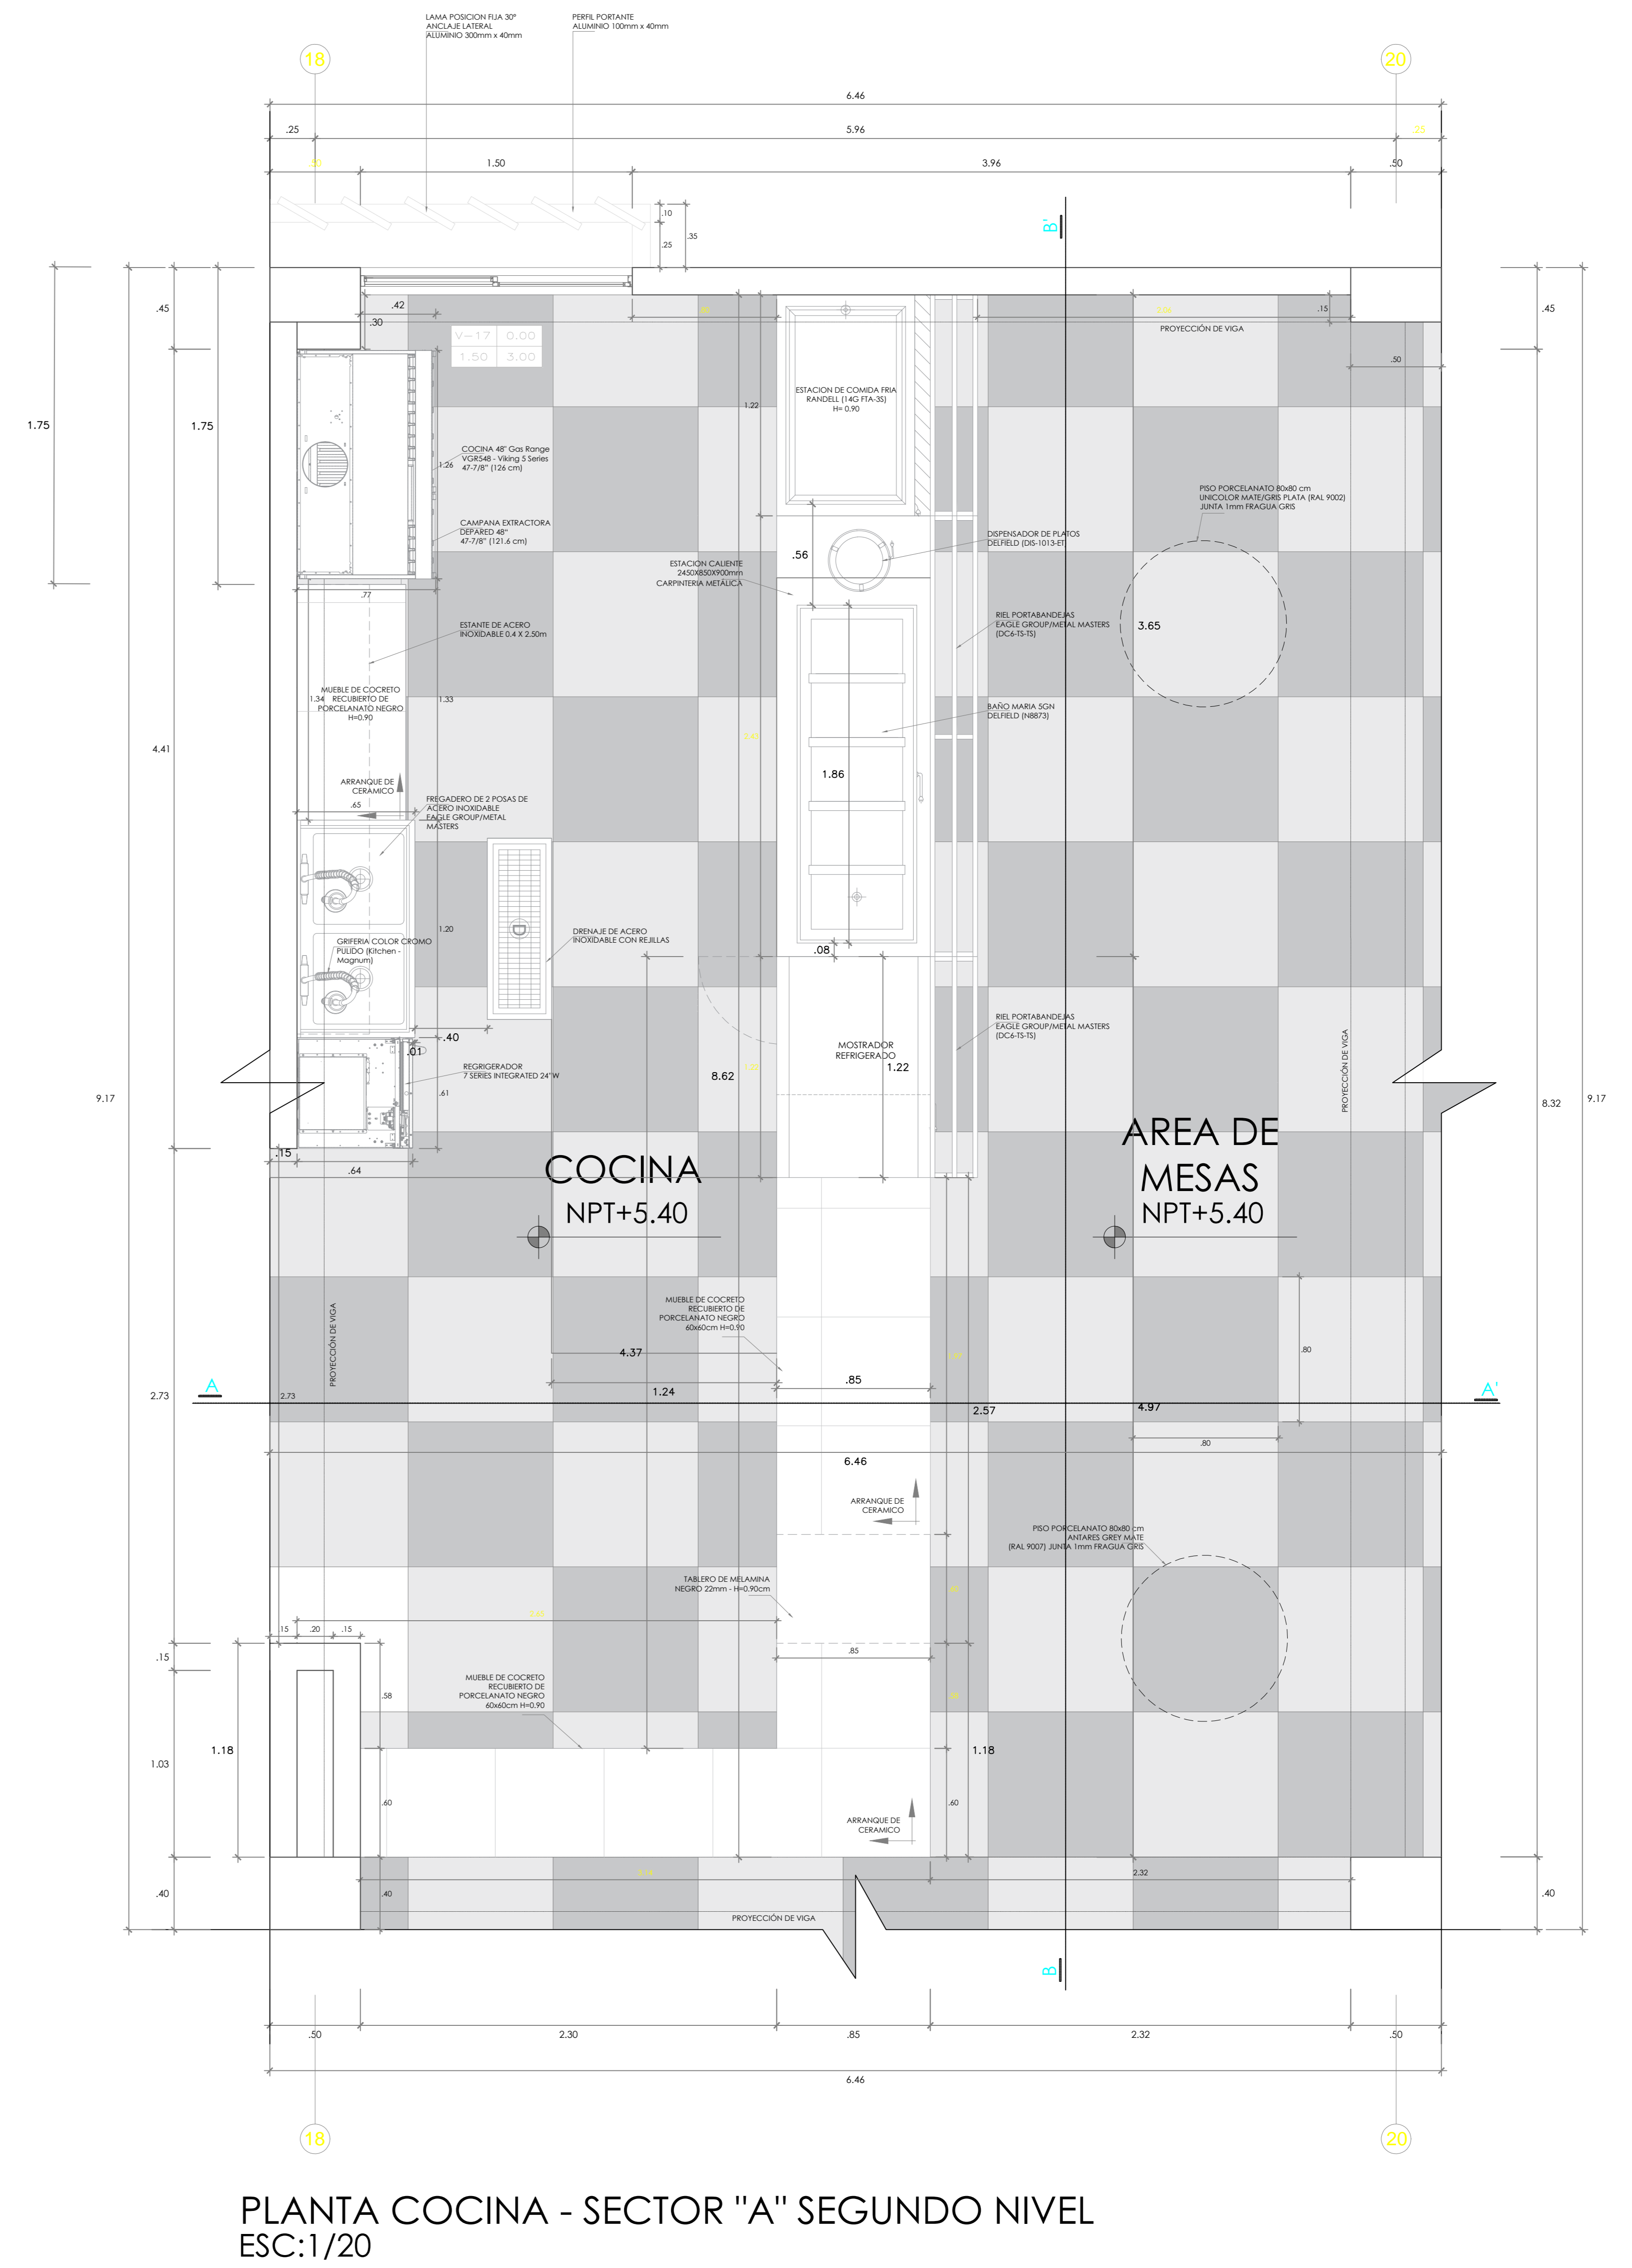 LAMA POSICION FIJA 30°
ANCLAJE LATERAL
ALUMINIO 300mm x 40mm
PERFIL PORTANTE
ALUMINIO 100mm x 40mm
18
20
6.46
.25
5.96
.25
.50
1.50
3.96
.50
.10
.35
.25
B'
.45
.42
.30
.15
PROYECCIÓN DE VIGA
.45
V-17
0.00
1.50
3.00
.50
ESTACION DE COMIDA FRIA
RANDELL (14G FTA-3S)
H= 0.90
1.22
1.75
1.75
COCINA 48" Gas Range
VGR548 - Viking 5 Series
47-7/8" (126 cm)
1.26
PISO PORCELANATO 80x80 cm
UNICOLOR MATE/GRIS PLATA (RAL 9002)
JUNTA 1mm FRAGUA GRIS
CAMPANA EXTRACTORA
DEPARED 48"
47-7/8" (121.6 cm)
DISPENSADOR DE PLATOS
DELFIELD (DIS-1013-ET)
.56
ESTACION CALIENTE
2450X850X900mm
CARPINTERIA METÁLICA
.77
ESTANTE DE ACERO
INOXIDABLE 0.4 X 2.50m
RIEL PORTABANDEJAS
EAGLE GROUP/METAL MASTERS
(DC6-TS-TS)
3.65
MUEBLE DE COCRETO
RECUBIERTO DE
PORCELANATO NEGRO
H=0.90
1.34
1.33
BAÑO MARIA 5GN
DELFIELD (N8873)
4.41
1.86
ARRANQUE DE
CERAMICO
.65
FREGADERO DE 2 POSAS DE
ACERO INOXIDABLE
EAGLE GROUP/METAL
MASTERS
1.20
DRENAJE DE ACERO
INOXIDABLE CON REJILLAS
GRIFERIA COLOR CROMO
PULIDO (Kitchen -
Magnum)
.08
.40
.01
RIEL PORTABANDEJAS
EAGLE GROUP/METAL MASTERS
(DC6-TS-TS)
MOSTRADOR
REFRIGERADO
1.22
REGRIGERADOR
7 SERIES INTEGRATED 24" W
8.62
.61
PROYECCIÓN DE VIGA
9.17
8.32
9.17
.15
.64
COCINA
NPT+5.40
AREA DE
MESAS
NPT+5.40
PROYECCIÓN DE VIGA
MUEBLE DE COCRETO
RECUBIERTO DE
PORCELANATO NEGRO
60x60cm H=0.90
4.37
.80
1.24
.85
A
A'
2.73
2.73
2.57
4.97
.80
6.46
ARRANQUE DE
CERAMICO
PISO PORCELANATO 80x80 cm
ANTARES GREY MATE
(RAL 9007) JUNTA 1mm FRAGUA GRIS
TABLERO DE MELAMINA
NEGRO 22mm - H=0.90cm
.60
.15
.20
.15
.15
.85
MUEBLE DE COCRETO
RECUBIERTO DE
PORCELANATO NEGRO
60x60cm H=0.90
.58
.58
1.18
1.18
1.03
.60
.60
ARRANQUE DE
CERAMICO
3.14
2.32
.40
.40
.40
PROYECCIÓN DE VIGA
B
.50
2.30
.85
2.32
.50
6.46
18
20
PLANTA COCINA - SECTOR "A" SEGUNDO NIVEL
ESC:1/20